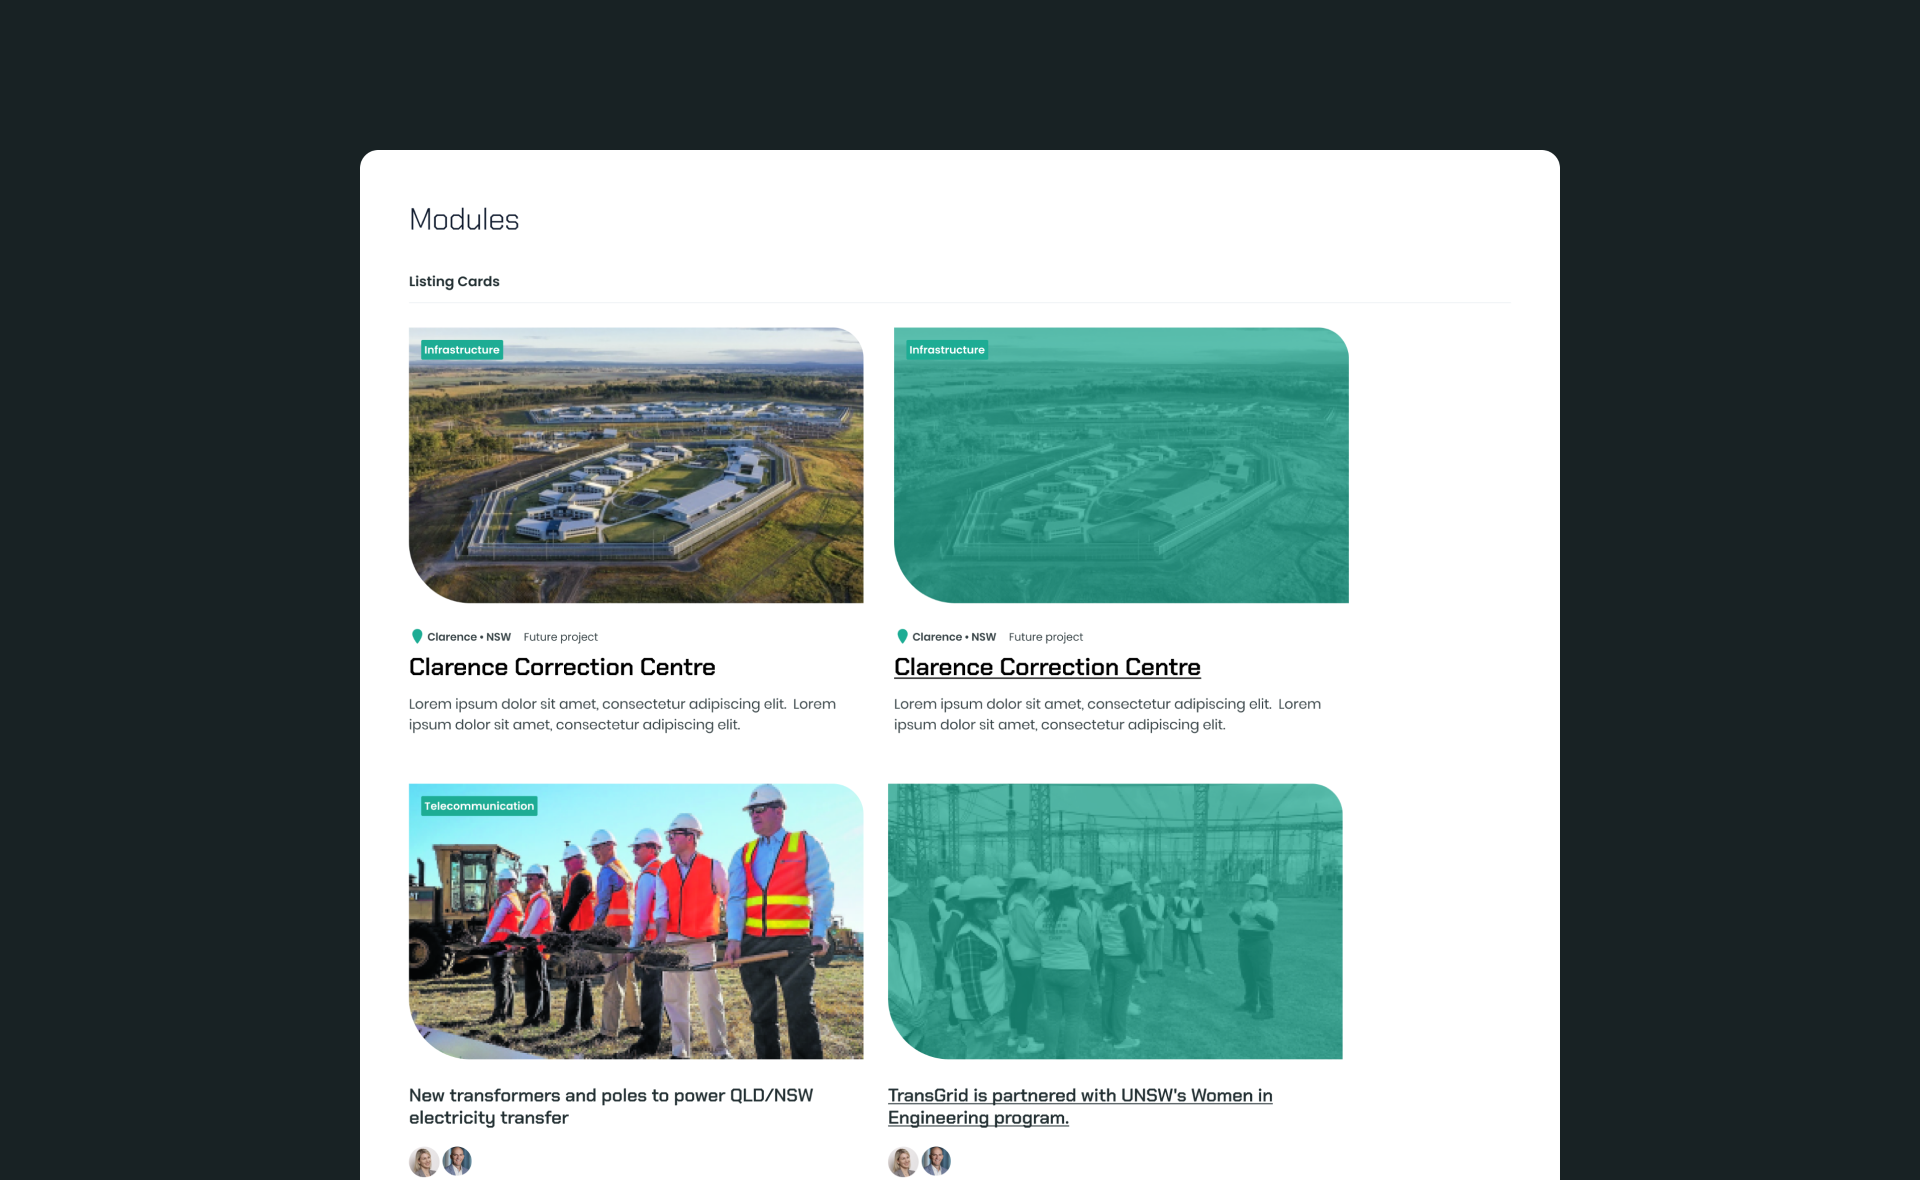 Modules
Listing Cards
Infrastructure
Infrastructure
Clarence • NSW Future project
Clarence Correction Centre
Lorem ipsum dolor sit amet, consectetur adipiscing elit.  Lorem
ipsum dolor sit amet, consectetur adipiscing elit.
Clarence • NSW Future project
Clarence Correction Centre
Lorem ipsum dolor sit amet, consectetur adipiscing elit.  Lorem
ipsum dolor sit amet, consectetur adipiscing elit.
Telecommunication
New transformers and poles to power QLD/NSW
electricity transfer
TransGrid is partnered with UNSW's Women in
Engineering program.